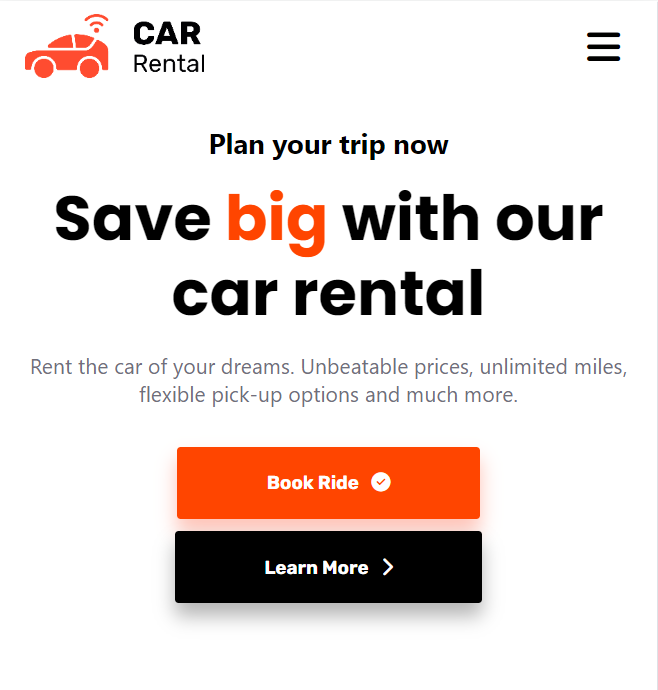 CAR
Rental
Plan your trip now
Save big with our
car rental
Rent the car of your dreams. Unbeatable prices, unlimited miles,
flexible pick-up options and much more.
Book Ride
Learn More